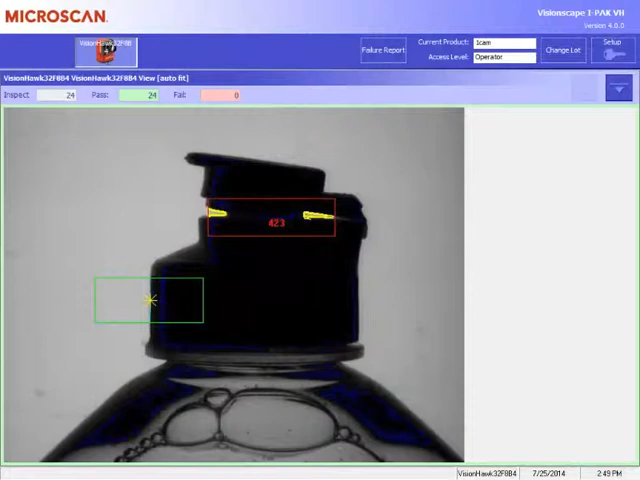 MICROSCAN.
Visionscape I-PAK VH
Version 4.0.0
VisionHawk32F8B
Failure Report
Current Product: 1cam
Access Level: Operator
Change Lot
Setup
VisionHawk32F8B4 VisionHawk32F8B4 View [auto fit]
Inspect 24 Pass: 24 Fail: 0
423
VisionHawk32F8B4 7/25/2014 2:49 PM